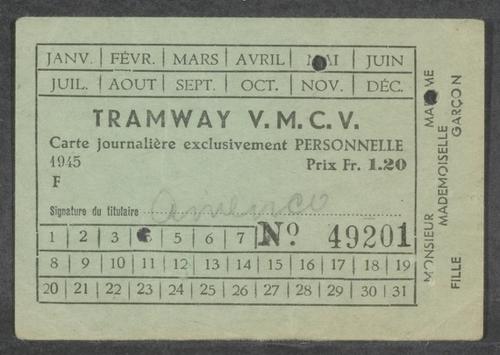 JANV. | FÉVR. | MARS | AVRIL | MAI | JUIN
JUIL. | AOUT | SEPT. | OCT. | NOV. | DÉC.
TRAMWAY V. M. C. V.
Carte journalière exclusivement PERSONNELLE
1945 Prix Fr. 1.20
F
Signature du titulaire
1 | 2 | 3 | 4 | 5 | 6 | 7 | No 49201
8 | 9 | 10 | 11 | 12 | 13 | 14 | 15 | 16 | 17 | 18 | 19
20 | 21 | 22 | 23 | 24 | 25 | 26 | 27 | 28 | 29 | 30 | 31
MONSIEUR MADAME
MADEMOISELLE
FILLE GARÇON